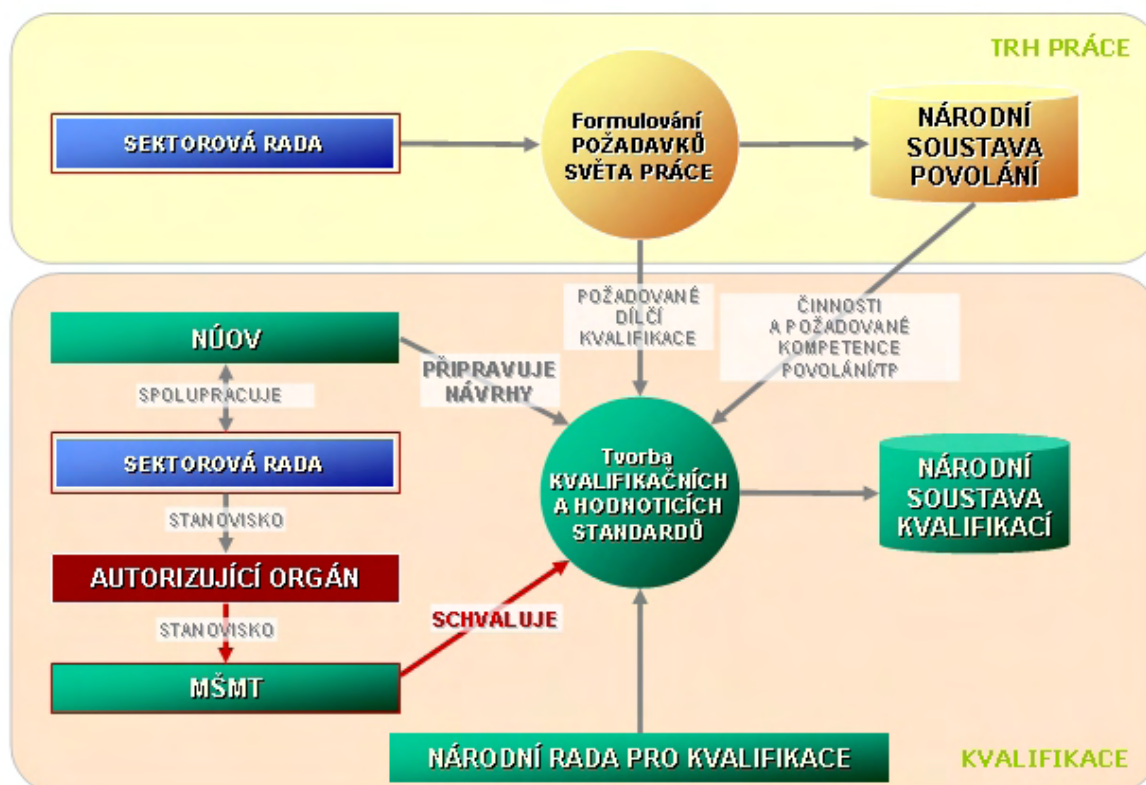 TRH PRÁCE
SEKTOROVÁ RADA
Formulování
POŽADAVKŮ
SVĚTA PRÁCE
NÁRODNÍ
SOUSTAVA
POVOLÁNÍ
POŽADOVANÉ
DÍLČÍ
KVALIFIKACE
ČINNOSTI
A POŽADOVANÉ
KOMPETENCE
POVOLÁNÍ/TP
NÚOV
PŘIPRAVUJE
NÁVRHY
SPOLUPRACUJE
SEKTOROVÁ RADA
Tvorba
KVALIFIKAČNÍCH
A HODNOTICÍCH
STANDARDŮ
NÁRODNÍ
SOUSTAVA
KVALIFIKACÍ
STANOVISKO
AUTORIZUJÍCÍ ORGÁN
STANOVISKO
SCHVALUJE
MŠMT
NÁRODNÍ RADA PRO KVALIFIKACE
KVALIFIKACE